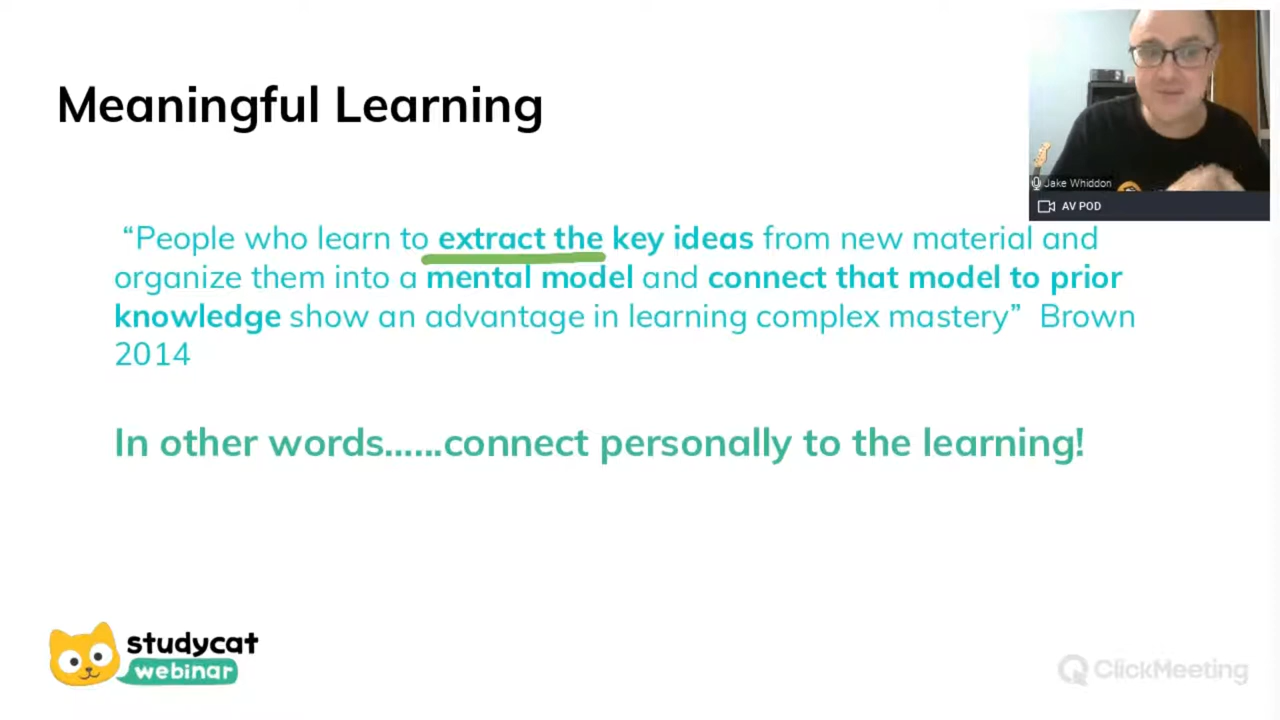 Meaningful Learning
Jake Whiddon
AV POD
“People who learn to extract the key ideas from new material and
organize them into a mental model and connect that model to prior
knowledge show an advantage in learning complex mastery” Brown
2014
In other words......connect personally to the learning!
studycat
webinar
ClickMeeting